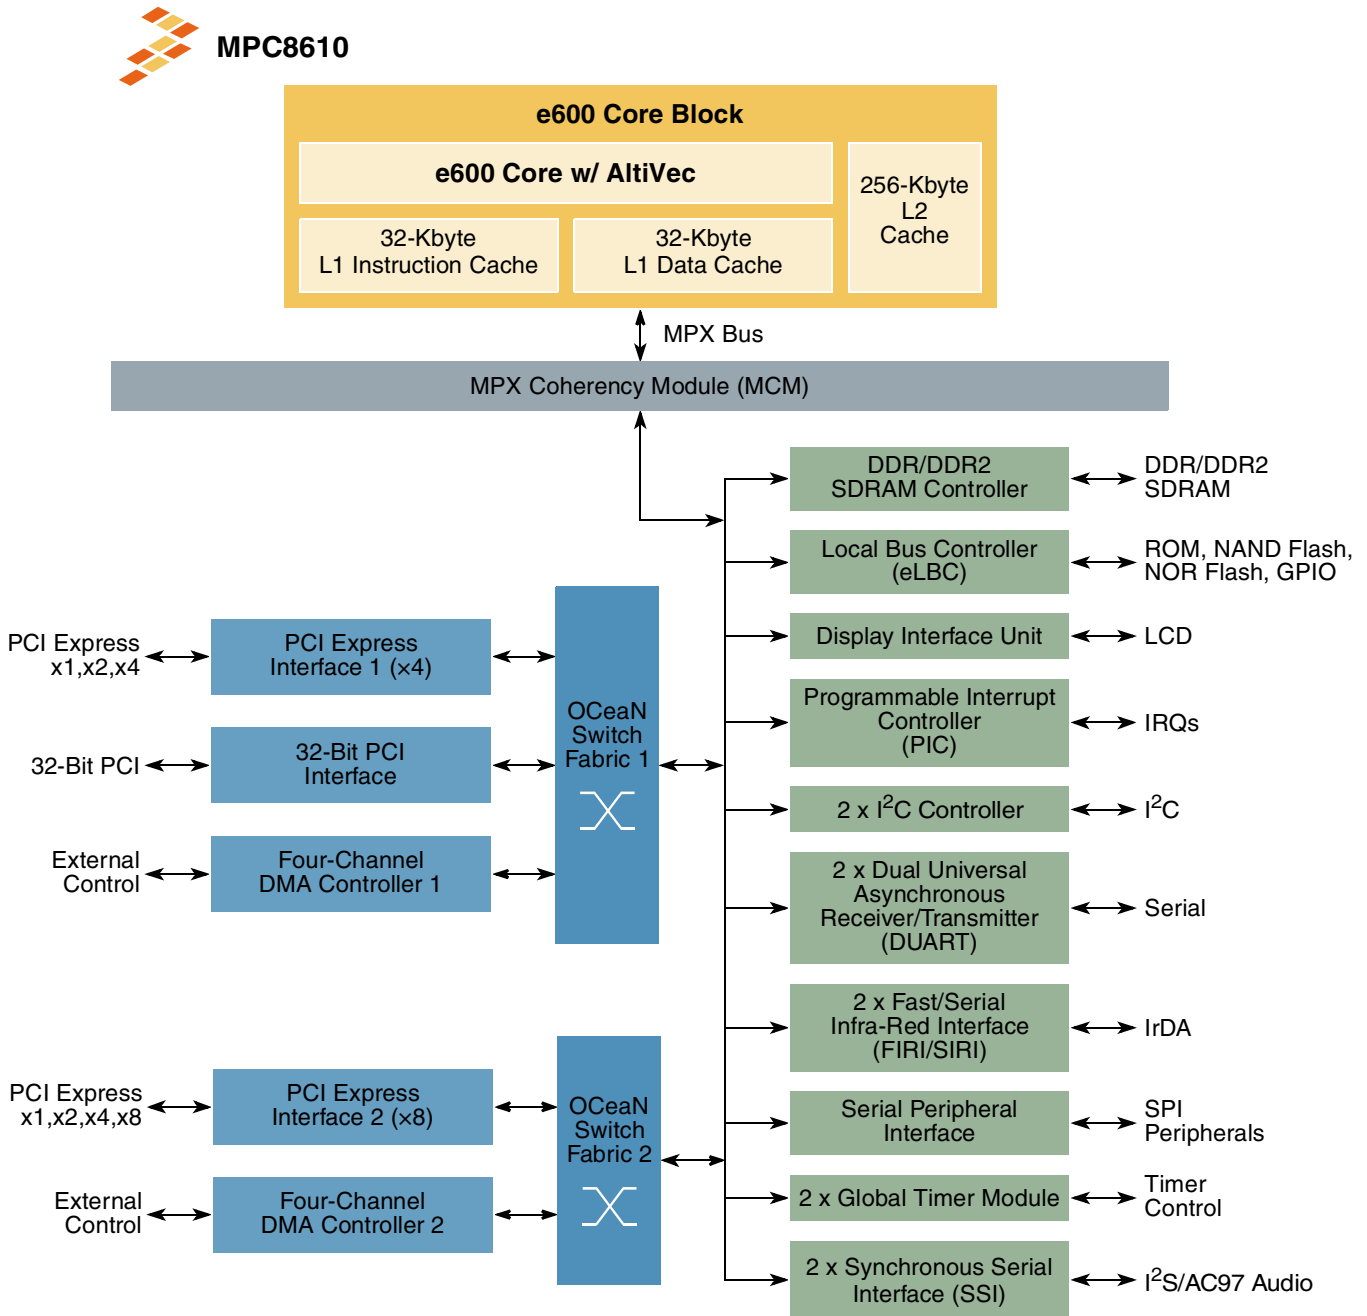 MPC8610
e600 Core Block
e600 Core w/ AltiVec
256-Kbyte
L2
Cache
32-Kbyte
L1 Instruction Cache
32-Kbyte
L1 Data Cache
MPX Bus
MPX Coherency Module (MCM)
DDR/DDR2
SDRAM Controller
DDR/DDR2
SDRAM
Local Bus Controller
(eLBC)
ROM, NAND Flash,
NOR Flash, GPIO
Display Interface Unit
LCD
Programmable Interrupt
Controller
(PIC)
IRQs
2 x I²C Controller
I²C
2 x Dual Universal
Asynchronous
Receiver/Transmitter
(DUART)
Serial
2 x Fast/Serial
Infra-Red Interface
(FIRI/SIRI)
IrDA
Serial Peripheral
Interface
SPI
Peripherals
2 x Global Timer Module
Timer
Control
2 x Synchronous Serial
Interface (SSI)
I²S/AC97 Audio
PCI Express
x1,x2,x4
PCI Express
Interface 1 (×4)
32-Bit PCI
32-Bit PCI
Interface
External
Control
Four-Channel
DMA Controller 1
OCeaN
Switch
Fabric 1
PCI Express
x1,x2,x4,x8
PCI Express
Interface 2 (×8)
External
Control
Four-Channel
DMA Controller 2
OCeaN
Switch
Fabric 2